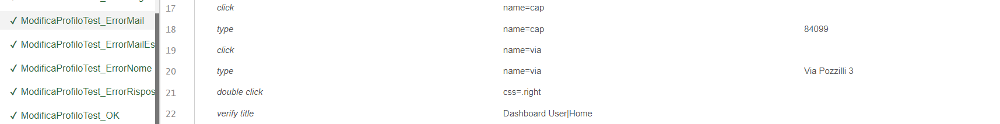 ✓ ModificaProfiloTest_ErrorMail
✓ ModificaProfiloTest_ErrorMailEs
✓ ModificaProfiloTest_ErrorNome
✓ ModificaProfiloTest_ErrorRispos
✓ ModificaProfiloTest_OK
17 click name=cap
18 type name=cap 84099
19 click name=via
20 type name=via Via Pozzilli 3
21 double click css=.right
22 verify title Dashboard User|Home